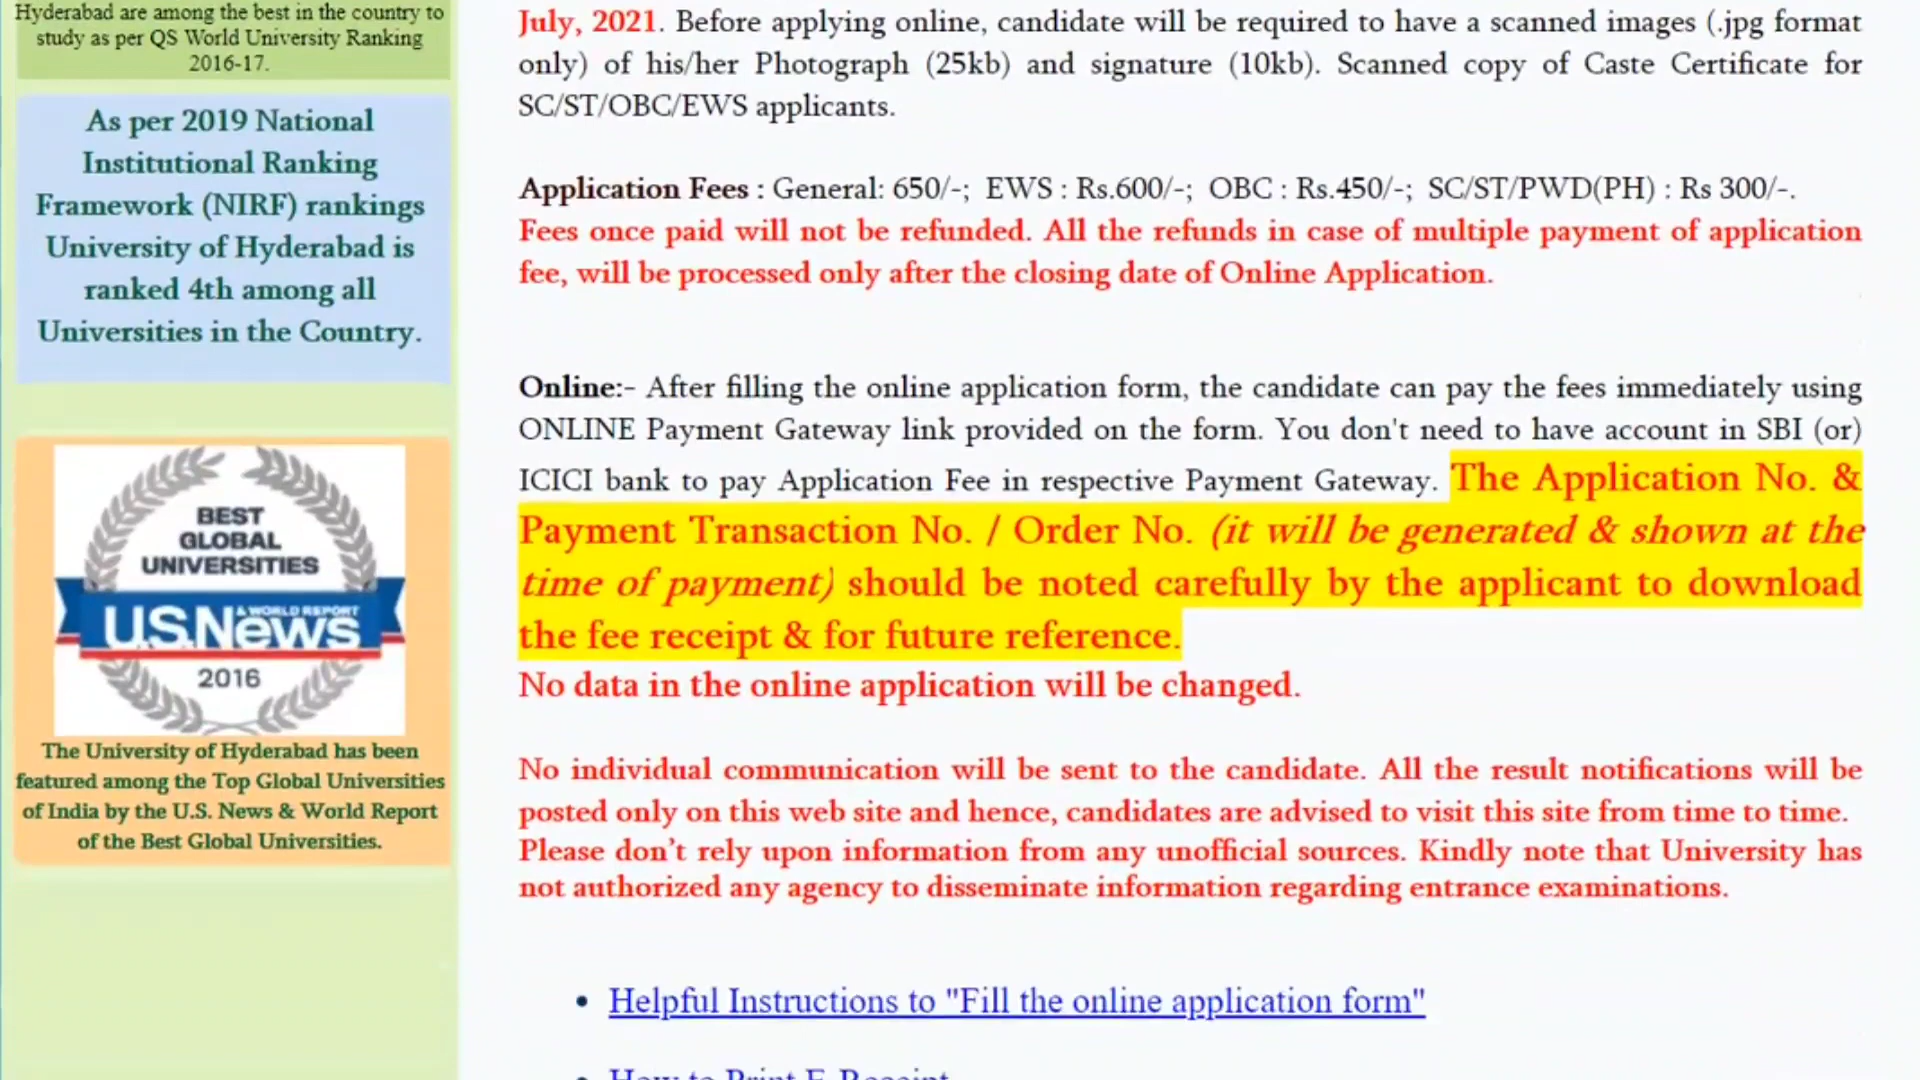 Hyderabad are among the best in the country to
study as per QS World University Ranking
2016-17.
As per 2019 National
Institutional Ranking
Framework (NIRF) rankings
University of Hyderabad is
ranked 4th among all
Universities in the Country.
BEST
GLOBAL
UNIVERSITIES
U.S.News
& WORLD REPORT
2016
The University of Hyderabad has been
featured among the Top Global Universities
of India by the U.S. News & World Report
of the Best Global Universities.
July, 2021. Before applying online, candidate will be required to have a scanned images (.jpg format
only) of his/her Photograph (25kb) and signature (10kb). Scanned copy of Caste Certificate for
SC/ST/OBC/EWS applicants.
Application Fees : General: 650/-; EWS : Rs.600/-; OBC : Rs.450/-; SC/ST/PWD(PH) : Rs 300/-.
Fees once paid will not be refunded. All the refunds in case of multiple payment of application
fee, will be processed only after the closing date of Online Application.
Online:- After filling the online application form, the candidate can pay the fees immediately using
ONLINE Payment Gateway link provided on the form. You don't need to have account in SBI (or)
ICICI bank to pay Application Fee in respective Payment Gateway. The Application No. &
Payment Transaction No. / Order No. (it will be generated & shown at the
time of payment) should be noted carefully by the applicant to download
the fee receipt & for future reference.
No data in the online application will be changed.
No individual communication will be sent to the candidate. All the result notifications will be
posted only on this web site and hence, candidates are advised to visit this site from time to time.
Please don't rely upon information from any unofficial sources. Kindly note that University has
not authorized any agency to disseminate information regarding entrance examinations.
• Helpful Instructions to "Fill the online application form"
• How to Print E-Receipt